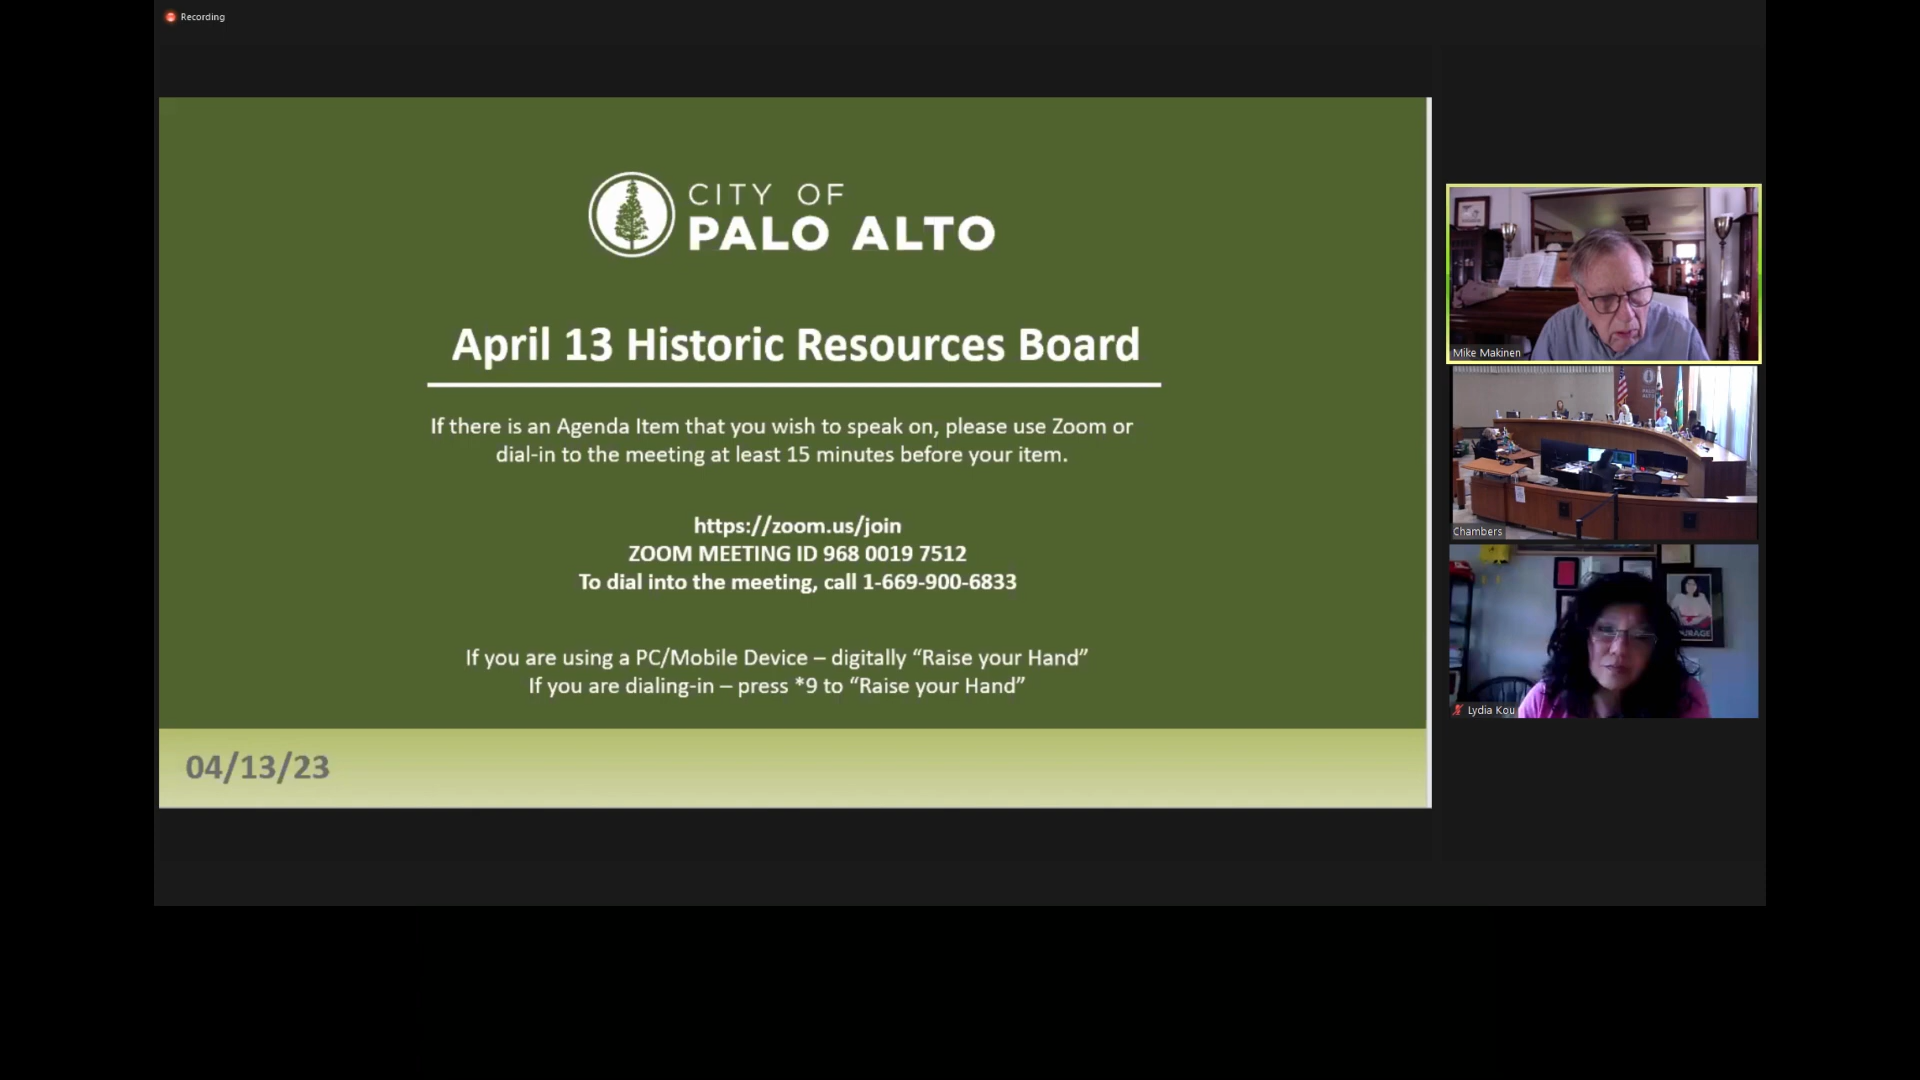 Recording
CITY OF
PALO ALTO
April 13 Historic Resources Board
If there is an Agenda Item that you wish to speak on, please use Zoom or
dial-in to the meeting at least 15 minutes before your item.
https://zoom.us/join
ZOOM MEETING ID 968 0019 7512
To dial into the meeting, call 1-669-900-6833
If you are using a PC/Mobile Device – digitally “Raise your Hand”
If you are dialing-in – press *9 to “Raise your Hand”
04/13/23
Mike Makinen
Chambers
Lydia Kou